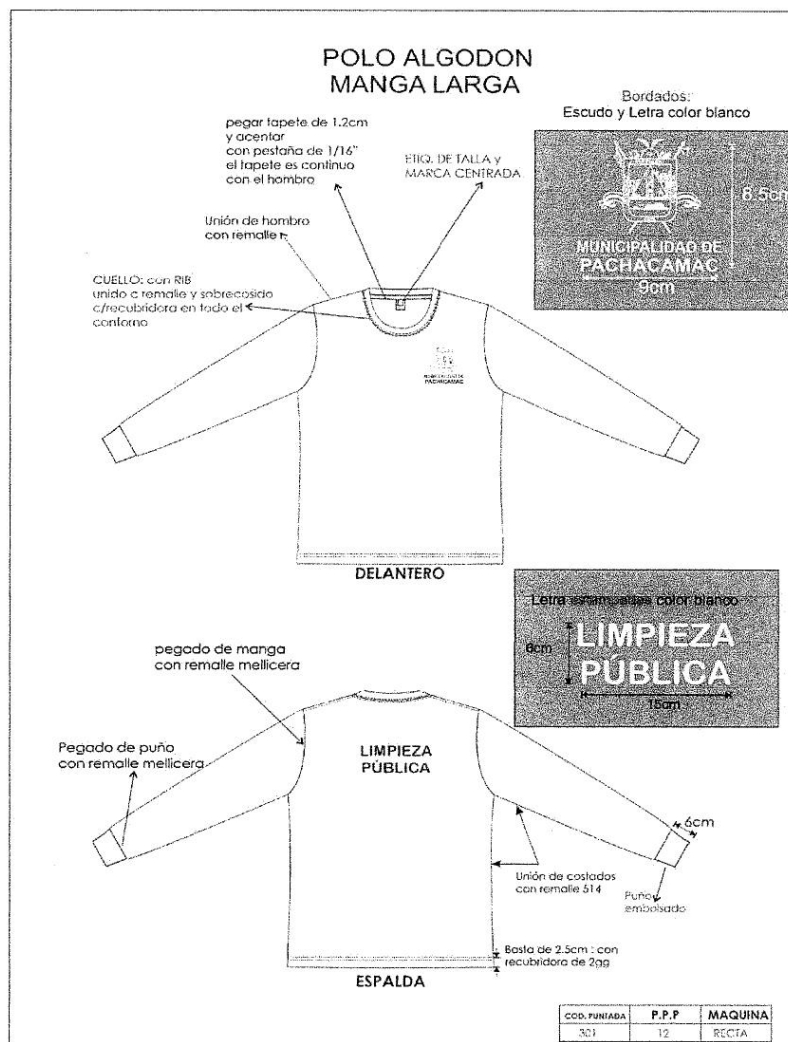 POLO ALGODON
MANGA LARGA
Bordados:
Escudo y Letra color blanco
8.5cm
MUNICIPALIDAD DE
PACHACAMAC
9cm
pegar tapete de 1.2cm
y acentar
con pestaña de 1/16"
el tapete es continuo
con el hombro
ETIQ. DE TALLA y
MARCA CENTRADA
Unión de hombro
con remalle
CUELLO: con RIB
unido c remalle y sobrecosido
c/recubridora en todo el
contorno
MUNICIPALIDAD DE
PACHACAMAC
DELANTERO
Letra estampadas color blanco
6cm
LIMPIEZA
PÚBLICA
15cm
pegado de manga
con remalle mellicera
Pegado de puño
con remalle mellicera
LIMPIEZA
PÚBLICA
6cm
Unión de costados
con remalle 514
Puño
embolsado
Basta de 2.5cm : con
recubridora de 2gg
ESPALDA
COD. PUNTADA P.P.P MAQUINA
301 12 RECTA